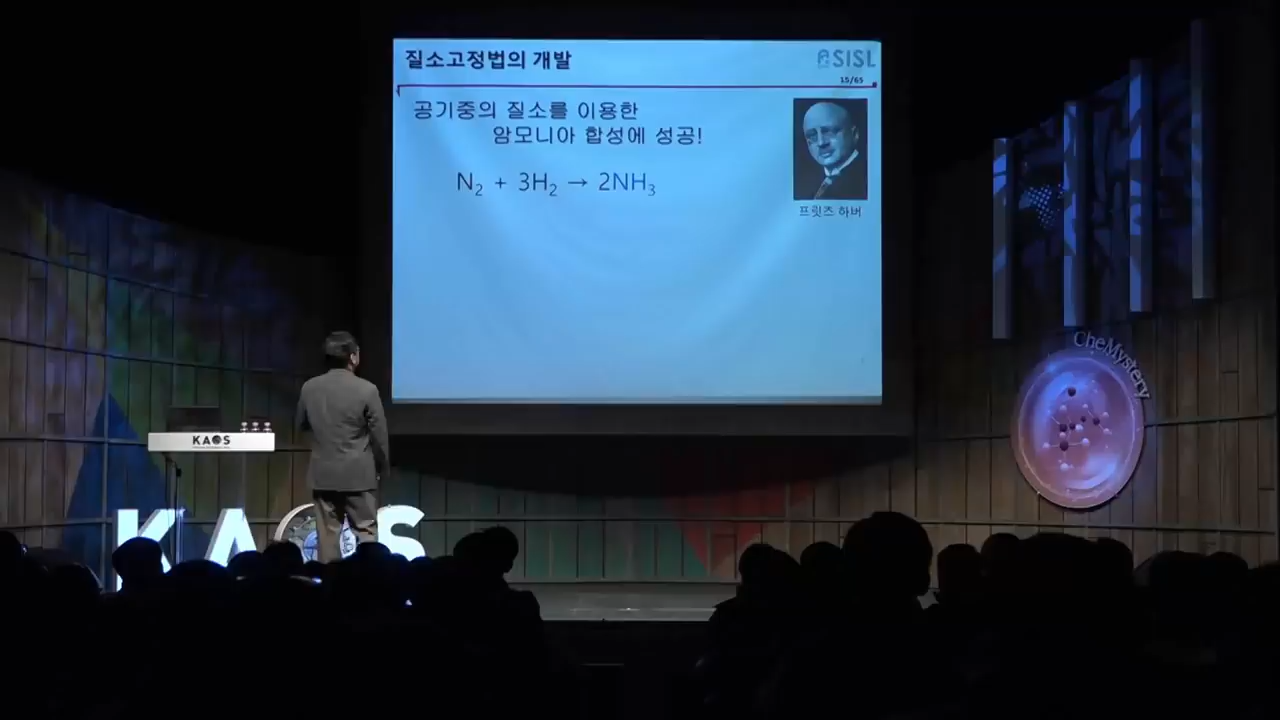 질소고정법의 개발
SISL
15/65
공기중의 질소를 이용한
암모니아 합성에 성공!
N₂ + 3H₂ → 2NH₃
프릿츠 하버
CheMystery
KAOS
KAOS